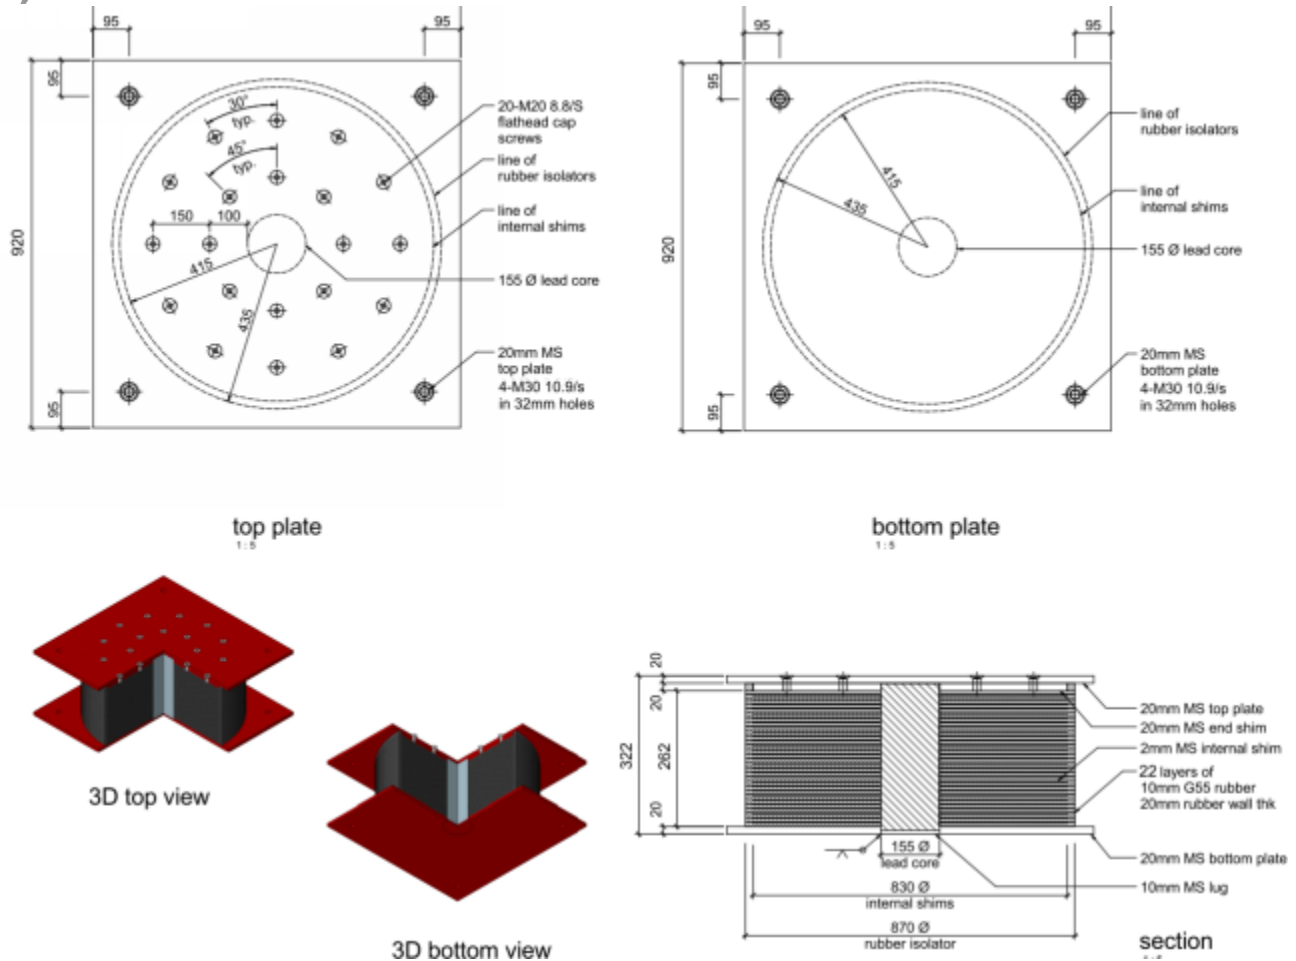 95
95
95
30°
typ.
45°
typ.
150
100
415
435
920
95
20-M20 8.8/S
flathead cap
screws
line of
rubber isolators
line of
internal shims
155 Ø lead core
20mm MS
top plate
4-M30 10.9/s
in 32mm holes
top plate
1 : 5
95
95
95
415
435
920
95
line of
rubber isolators
line of
internal shims
155 Ø lead core
20mm MS
bottom plate
4-M30 10.9/s
in 32mm holes
bottom plate
1 : 5
3D top view
3D bottom view
20
20
322
262
20
20mm MS top plate
20mm MS end shim
2mm MS internal shim
22 layers of
10mm G55 rubber
20mm rubber wall thk
20mm MS bottom plate
10mm MS lug
155 Ø
lead core
830 Ø
internal shims
870 Ø
rubber isolator
section